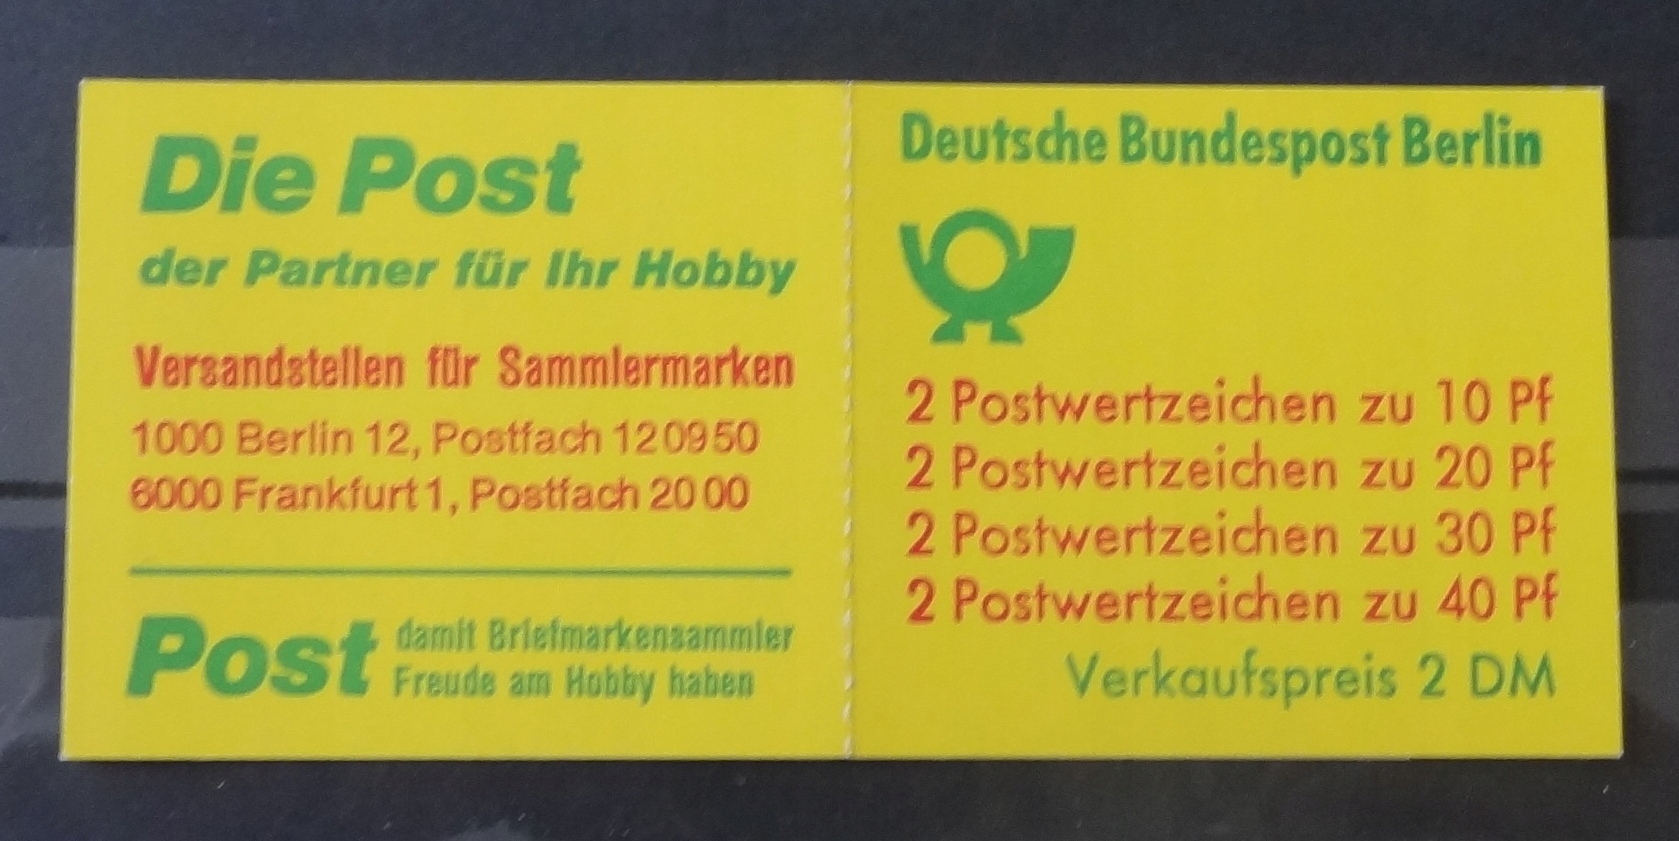 Die Post
der Partner für Ihr Hobby
Versandstellen für Sammlermarken
1000 Berlin 12, Postfach 12 09 50
6000 Frankfurt 1, Postfach 20 00
Post damit Briefmarkensammler
Freude am Hobby haben
Deutsche Bundespost Berlin
2 Postwertzeichen zu 10 Pf
2 Postwertzeichen zu 20 Pf
2 Postwertzeichen zu 30 Pf
2 Postwertzeichen zu 40 Pf
Verkaufspreis 2 DM